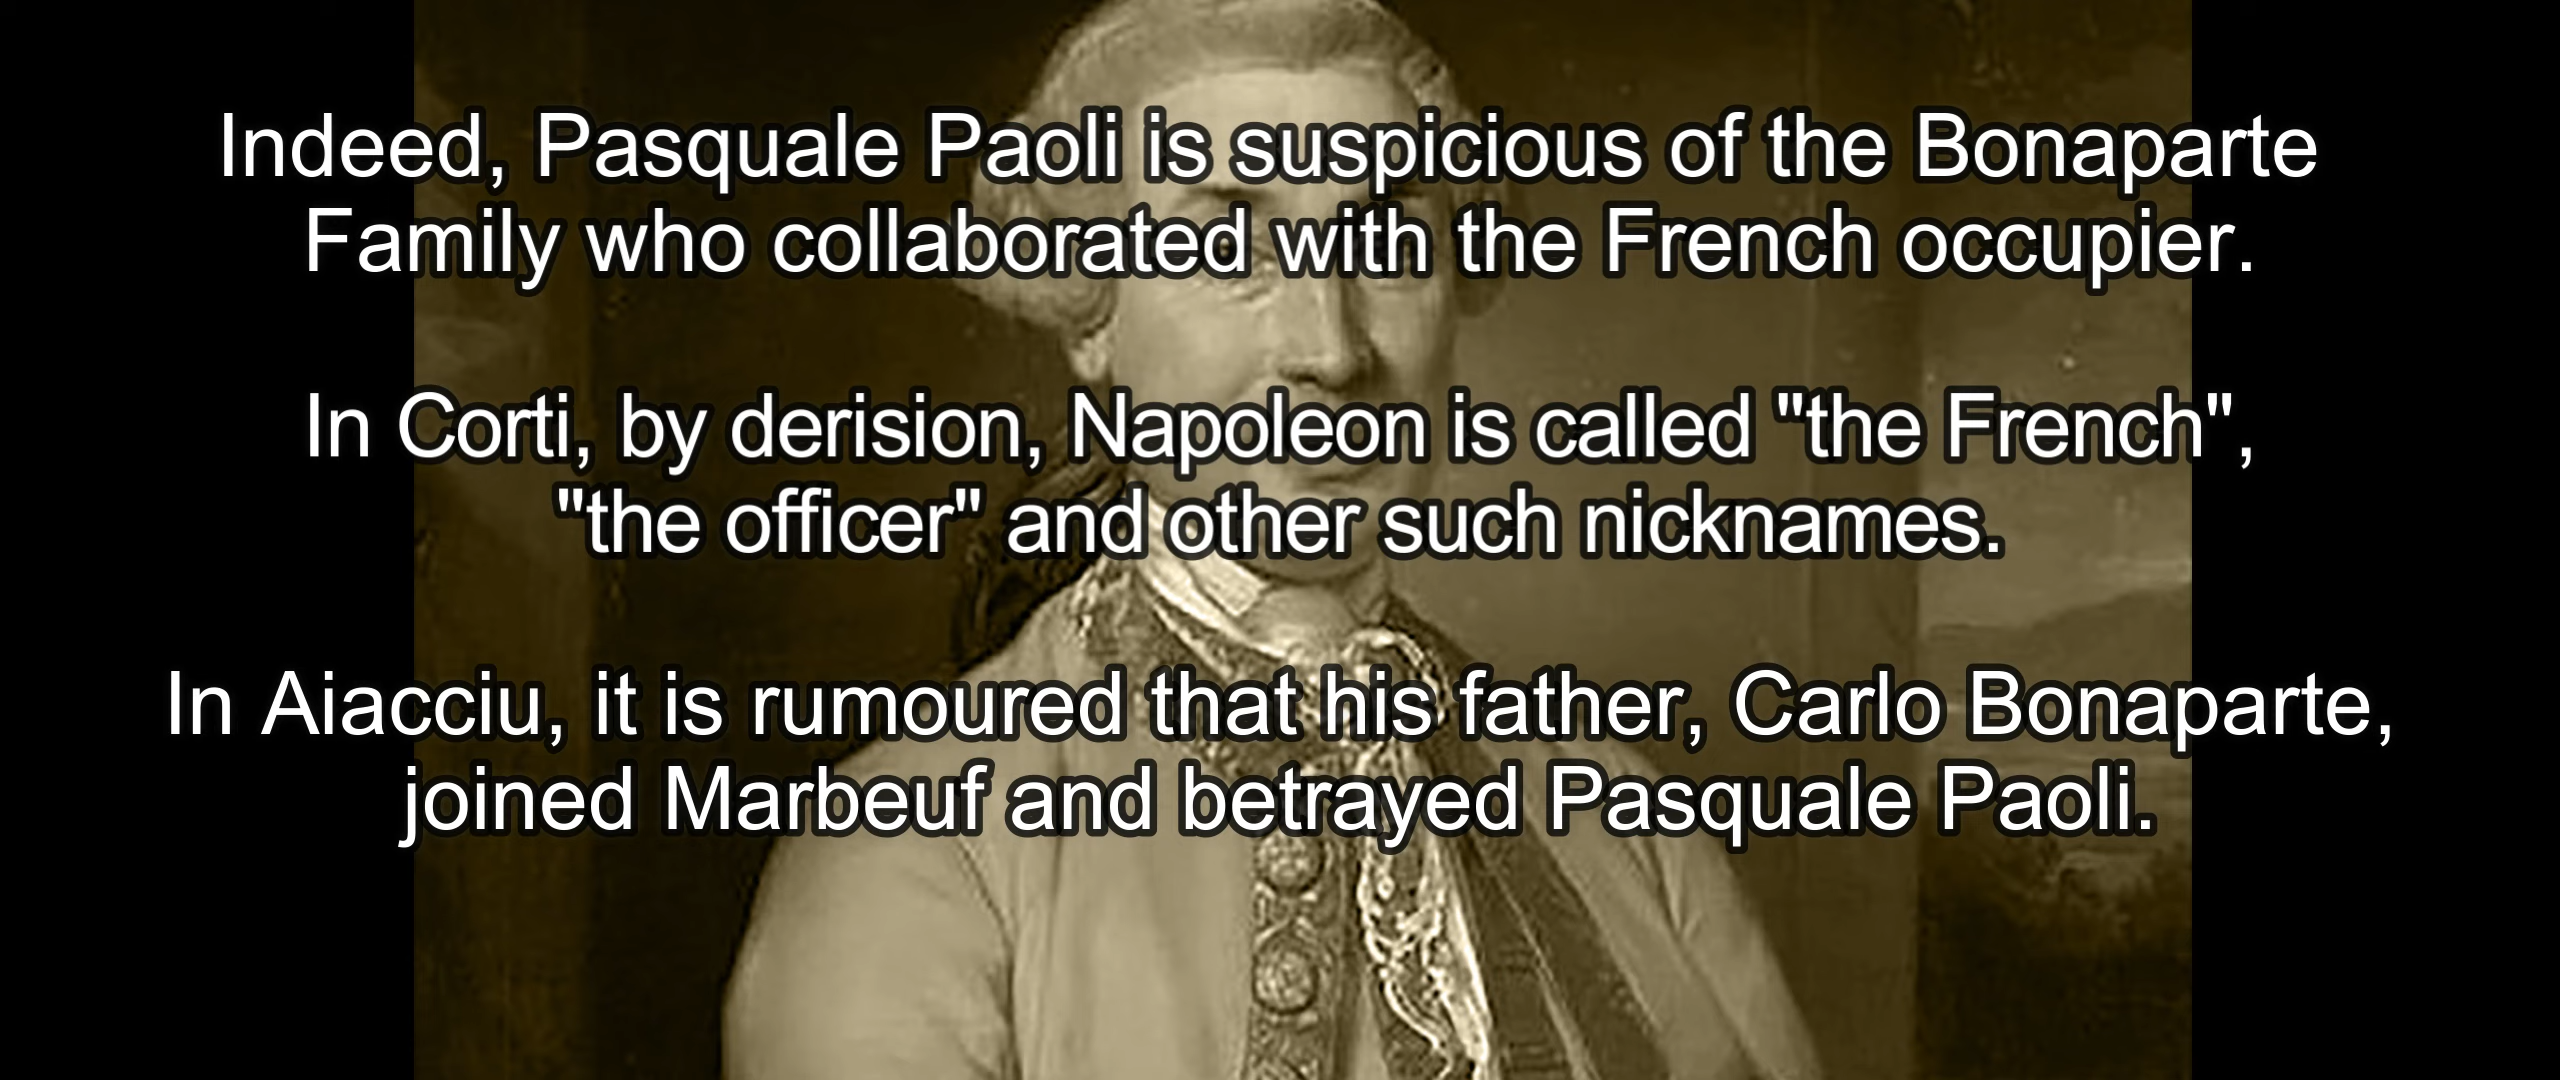 Indeed, Pasquale Paoli is suspicious of the Bonaparte
Family who collaborated with the French occupier.
In Corti, by derision, Napoleon is called "the French",
"the officer" and other such nicknames.
In Aiacciu, it is rumoured that his father, Carlo Bonaparte,
joined Marbeuf and betrayed Pasquale Paoli.